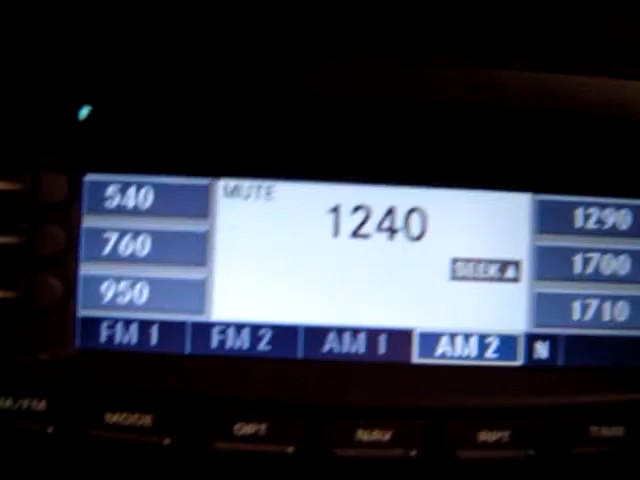 540
MUTE
1240
1290
760
SEEK
1700
950
1710
FM 1
FM 2
AM 1
AM 2
N
MODE
OPT
NAV
RPT